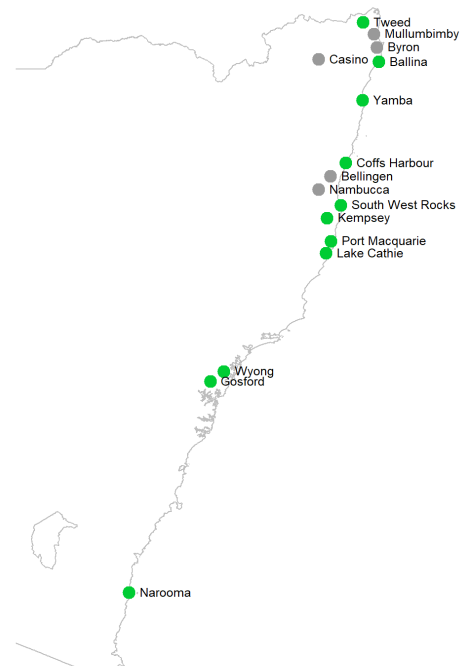 Tweed
Mullumbimby
Byron
Casino
Ballina
Yamba
Coffs Harbour
Bellingen
Nambucca
South West Rocks
Kempsey
Port Macquarie
Lake Cathie
Wyong
Gosford
Narooma